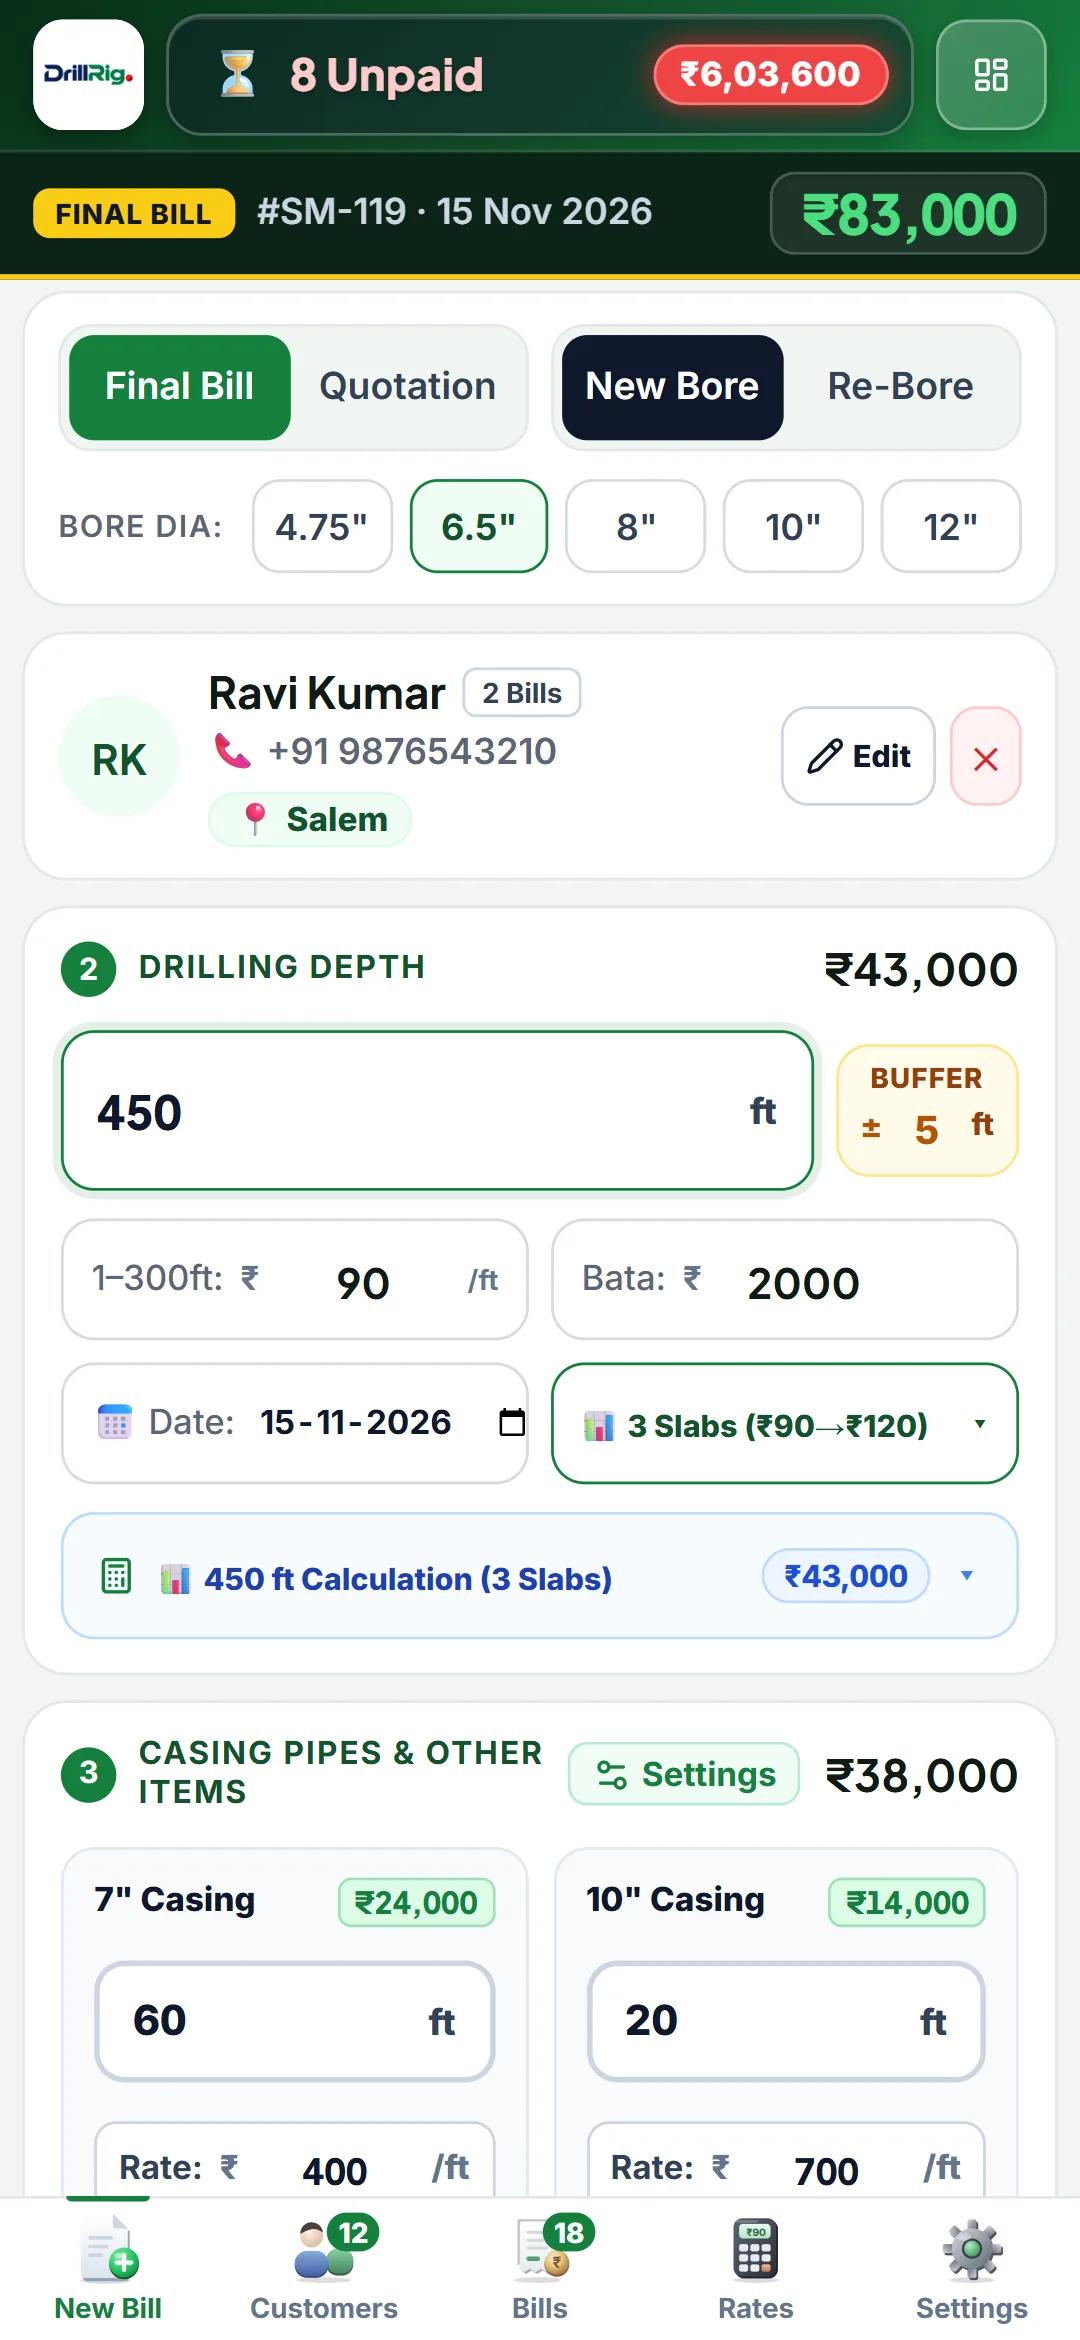 DrillRig.
8 Unpaid
₹6,03,600
FINAL BILL
#SM-119 · 15 Nov 2026
₹83,000
Final Bill
Quotation
New Bore
Re-Bore
BORE DIA:
4.75"
6.5"
8"
10"
12"
RK
Ravi Kumar
2 Bills
+91 9876543210
Salem
Edit
×
2
DRILLING DEPTH
₹43,000
450
ft
BUFFER
± 5 ft
1–300ft: ₹ 90 /ft
Bata: ₹ 2000
Date: 15-11-2026
3 Slabs (₹90→₹120)
450 ft Calculation (3 Slabs)
₹43,000
3
CASING PIPES & OTHER
ITEMS
Settings
₹38,000
7" Casing
₹24,000
10" Casing
₹14,000
60 ft
20 ft
Rate: ₹ 400 /ft
Rate: ₹ 700 /ft
New Bill
12
Customers
18
₹
Bills
₹90
Rates
Settings